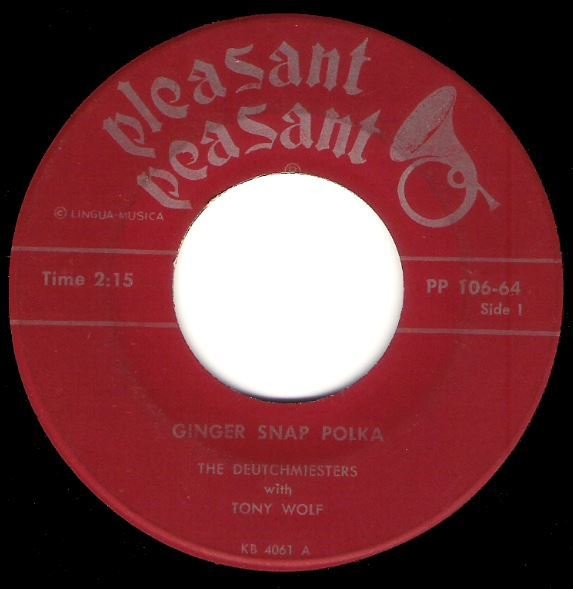 pleasant
peasant
© LINGUA-MUSICA
Time 2:15
PP 106-64
Side 1
GINGER SNAP POLKA
THE DEUTCHMIESTERS
with
TONY WOLF
KB 4061 A